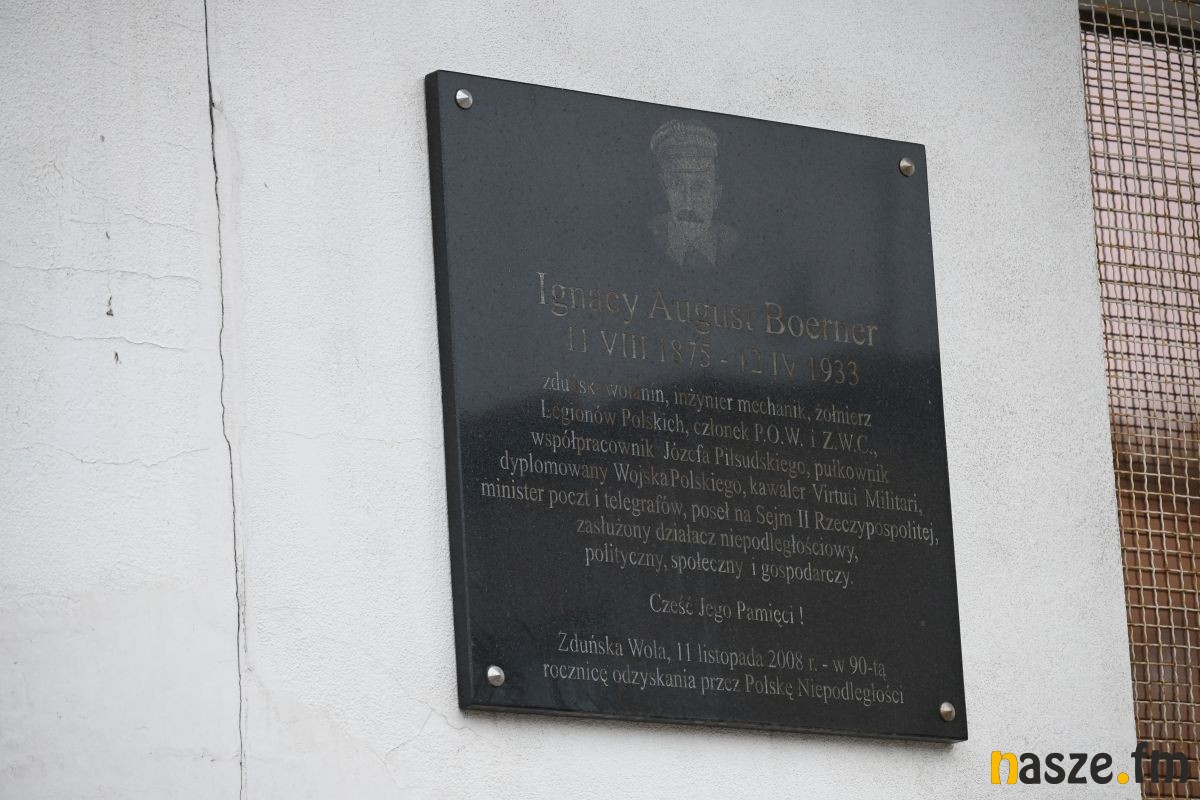 Ignacy August Boerner
11 VIII 1875 - 12 IV 1933
zduńskowolanin, inżynier mechanik, żołnierz
Legionów Polskich, członek P.O.W. i Z.W.C.,
współpracownik Józefa Piłsudskiego, pułkownik
dyplomowany Wojska Polskiego, kawaler Virtuti Militari,
minister poczt i telegrafów, poseł na Sejm II Rzeczypospolitej,
zasłużony działacz niepodległościowy,
polityczny, społeczny i gospodarczy.
Cześć Jego Pamięci !
Zduńska Wola, 11 listopada 2008 r. - w 90-tą
rocznicę odzyskania przez Polskę Niepodległości
nasze.fm